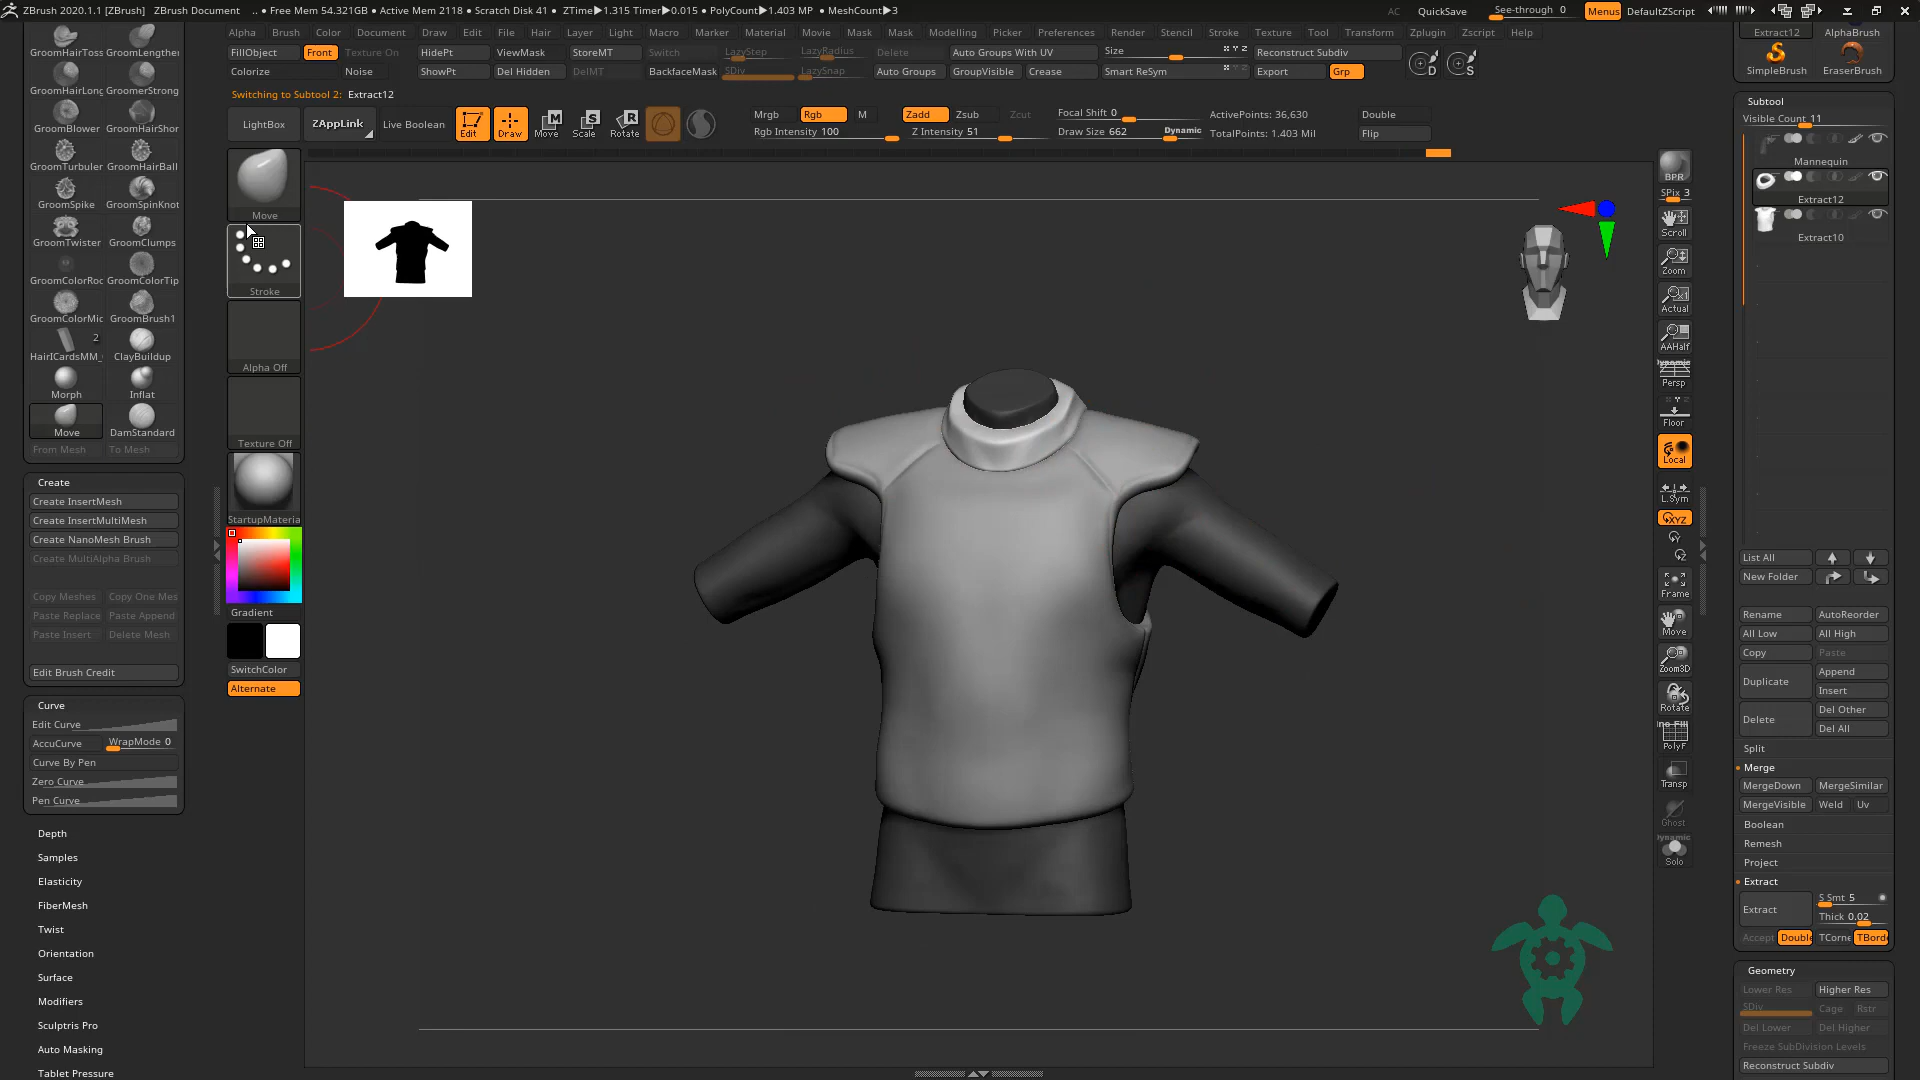 ZBrush 2020.1.1 [ZBrush] ZBrush Document .. ● Free Mem 54.321GB ● Active Mem 2118 ● Scratch Disk 41 ● ZTime▶1.315 Timer▶0.015 ● PolyCount▶1.403 MP ● MeshCount▶3 AC QuickSave See-through 0 Menus DefaultZScript
Alpha Brush Color Document Draw Edit File Hair Layer Light Macro Marker Material Movie Mask Mask Modelling Picker Preferences Render Stencil Stroke Texture Tool Transform Zplugin Zscript Help
FillObject Front Texture On HidePt ViewMask StoreMT Switch LazyStep LazyRadius Delete Auto Groups With UV Size Reconstruct Subdiv
Colorize Noise ShowPt Del Hidden DelMT BackfaceMask SDiv LazySnap Auto Groups GroupVisible Crease Smart ReSym Export Grp
Switching to Subtool 2: Extract12
LightBox ZAppLink Live Boolean Edit Draw Move Scale Rotate
Mrgb Rgb M Zadd Zsub Zcut Focal Shift 0 ActivePoints: 36,630 Double
Rgb Intensity 100 Z Intensity 51 Draw Size 662 Dynamic TotalPoints: 1.403 Mil Flip
GroomHairToss GroomLengthen
GroomHairLong GroomerStrong
GroomBlower GroomHairShor
GroomTurbulen GroomHairBall
GroomSpike GroomSpinKnot
GroomTwister GroomClumps
GroomColorRoo GroomColorTip
GroomColorMid GroomBrush1
2
HairICardsMM_ ClayBuildup
Morph Inflat
Move DamStandard
From Mesh To Mesh
Create
Create InsertMesh
Create InsertMultiMesh
Create NanoMesh Brush
Create MultiAlpha Brush
Copy Meshes Copy One Mes
Paste Replace Paste Append
Paste Insert Delete Mesh
Edit Brush Credit
Curve
Edit Curve
AccuCurve WrapMode 0
Curve By Pen
Zero Curve
Pen Curve
Depth
Samples
Elasticity
FiberMesh
Twist
Orientation
Surface
Modifiers
Sculptris Pro
Auto Masking
Tablet Pressure
Move
Stroke
Alpha Off
Texture Off
StartupMateria
Gradient
SwitchColor
Alternate
BPR
SPix 3
Scroll
Zoom
Actual
AAHalf
Dynamic
Persp
Floor
Local
L.Sym
XYZ
Frame
Move
Zoom3D
Rotate
Line Fill
PolyF
Transp
Ghost
Dynamic
Solo
Extract12 AlphaBrush
SimpleBrush EraserBrush
Subtool
Visible Count 11
Mannequin
Extract12
Extract10
List All
New Folder
Rename AutoReorder
All Low All High
Copy Paste
Duplicate Append
Insert
Delete Del Other
Del All
Split
Merge
MergeDown MergeSimilar
MergeVisible Weld Uv
Boolean
Remesh
Project
Extract
Extract S Smt 5
Thick 0.02
Accept Double TCorne TBorde
Geometry
Lower Res Higher Res
SDiv Cage Rstr
Del Lower Del Higher
Freeze SubDivision Levels
Reconstruct Subdiv